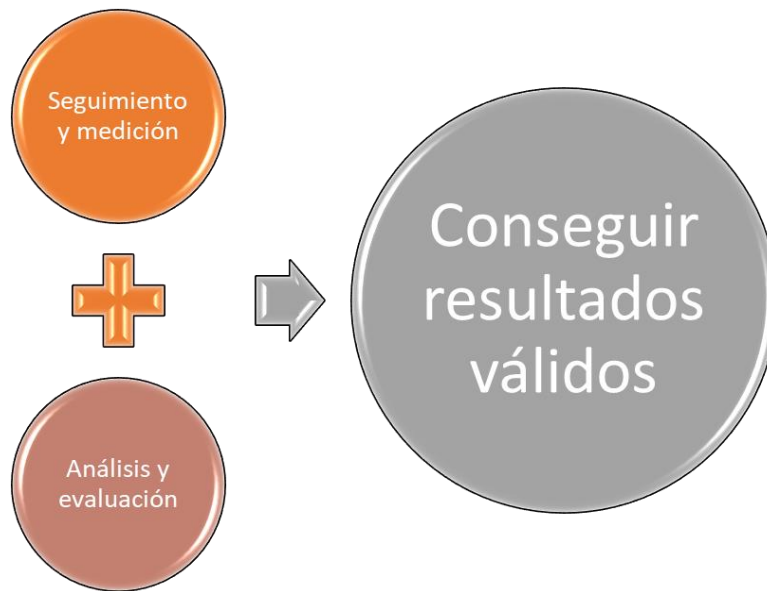 Seguimiento
y medición
Análisis y
evaluación
Conseguir
resultados
válidos